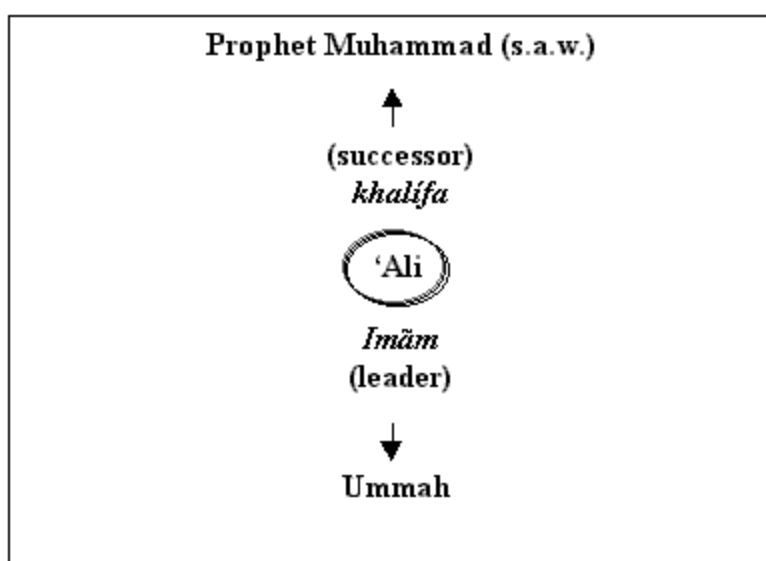 Prophet Muhammad (s.a.w.)
(successor)
khalífa
‘Ali
Imãm
(leader)
Ummah